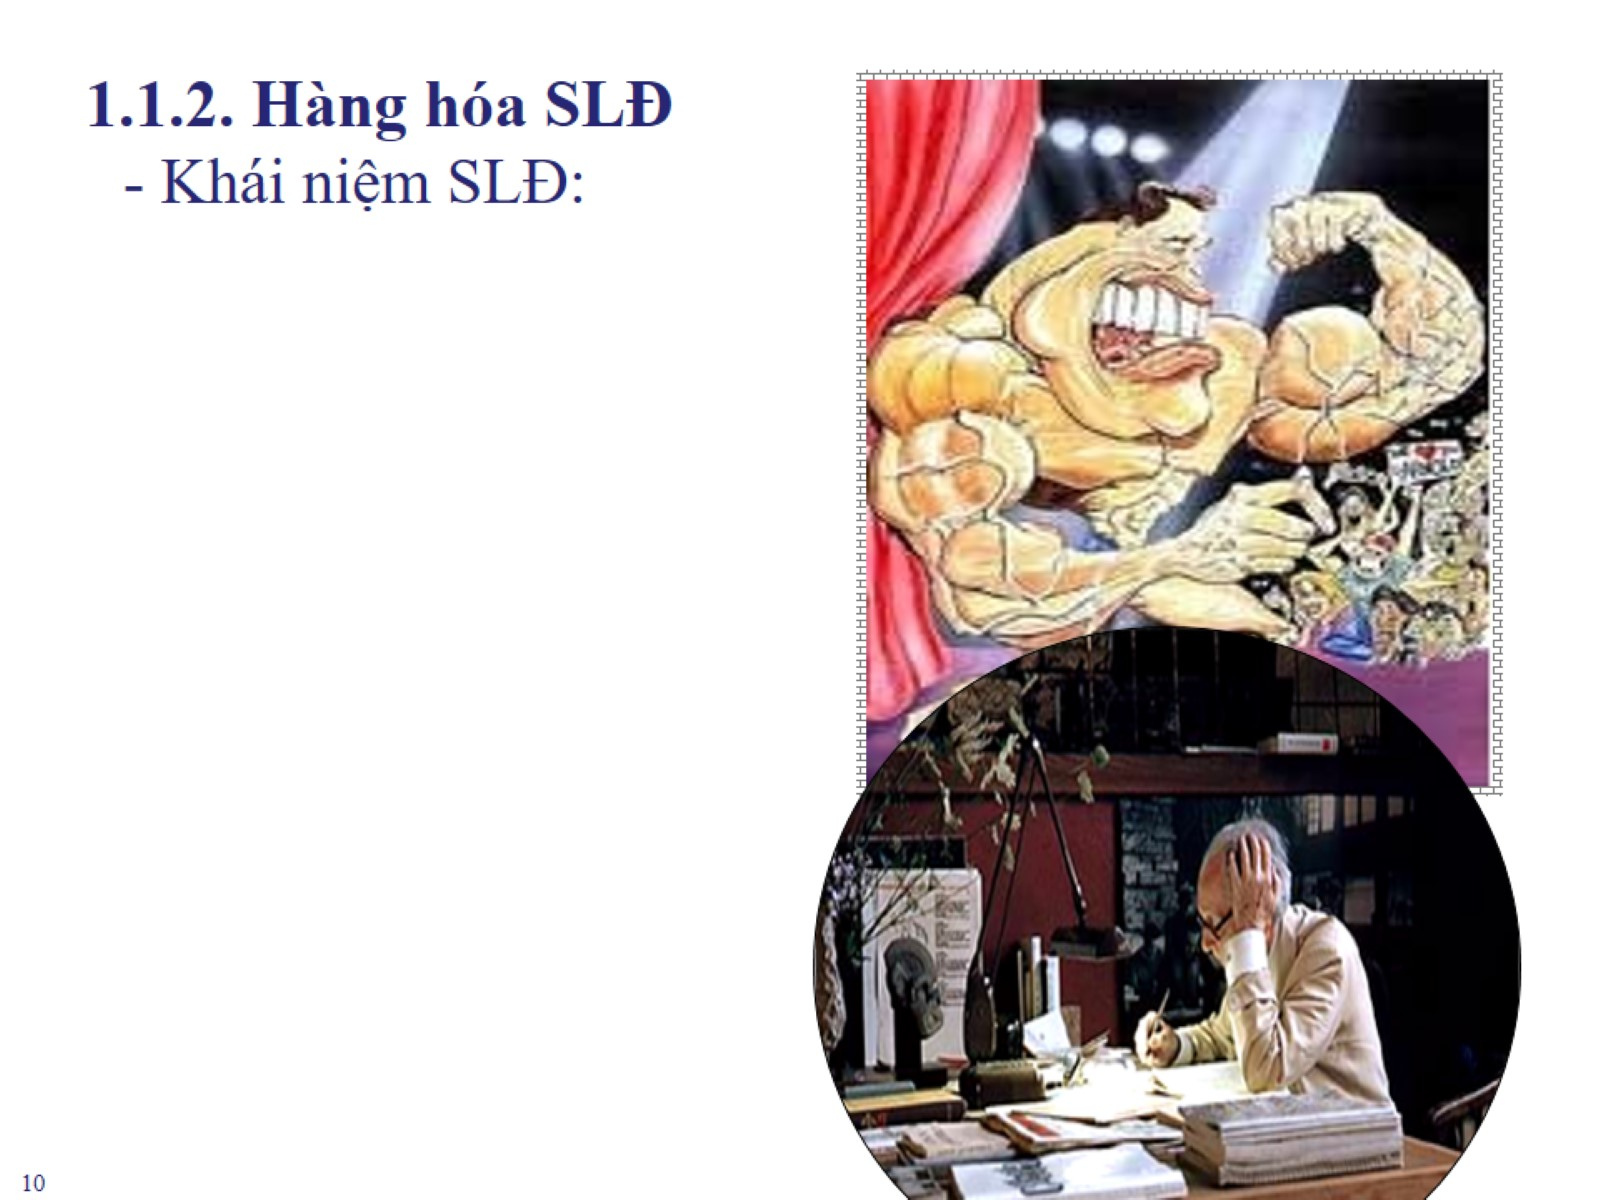 1.1.2. Hàng hóa SLĐ
- Khái niệm SLĐ:
10